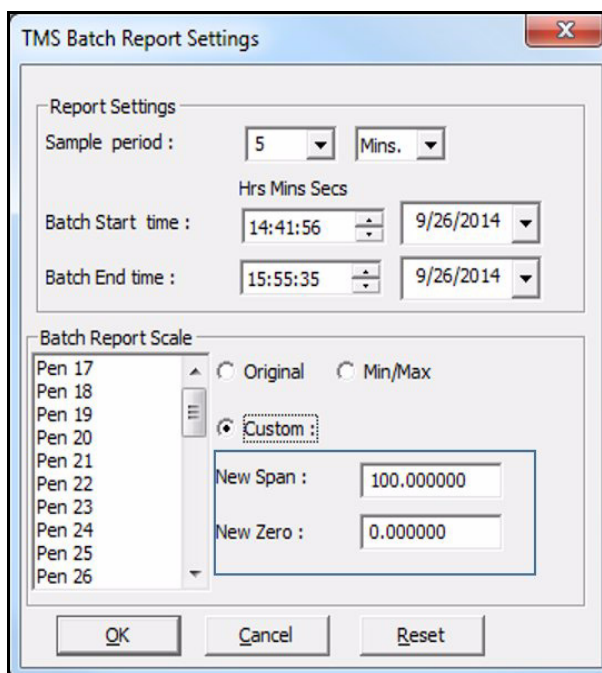 TMS Batch Report Settings
Report Settings
Sample period :
5
Mins.
Hrs Mins Secs
Batch Start time :
14:41:56
9/26/2014
Batch End time :
15:55:35
9/26/2014
Batch Report Scale
Pen 17
Pen 18
Pen 19
Pen 20
Pen 21
Pen 22
Pen 23
Pen 24
Pen 25
Pen 26
Original
Min/Max
Custom :
New Span :
100.000000
New Zero :
0.000000
OK
Cancel
Reset